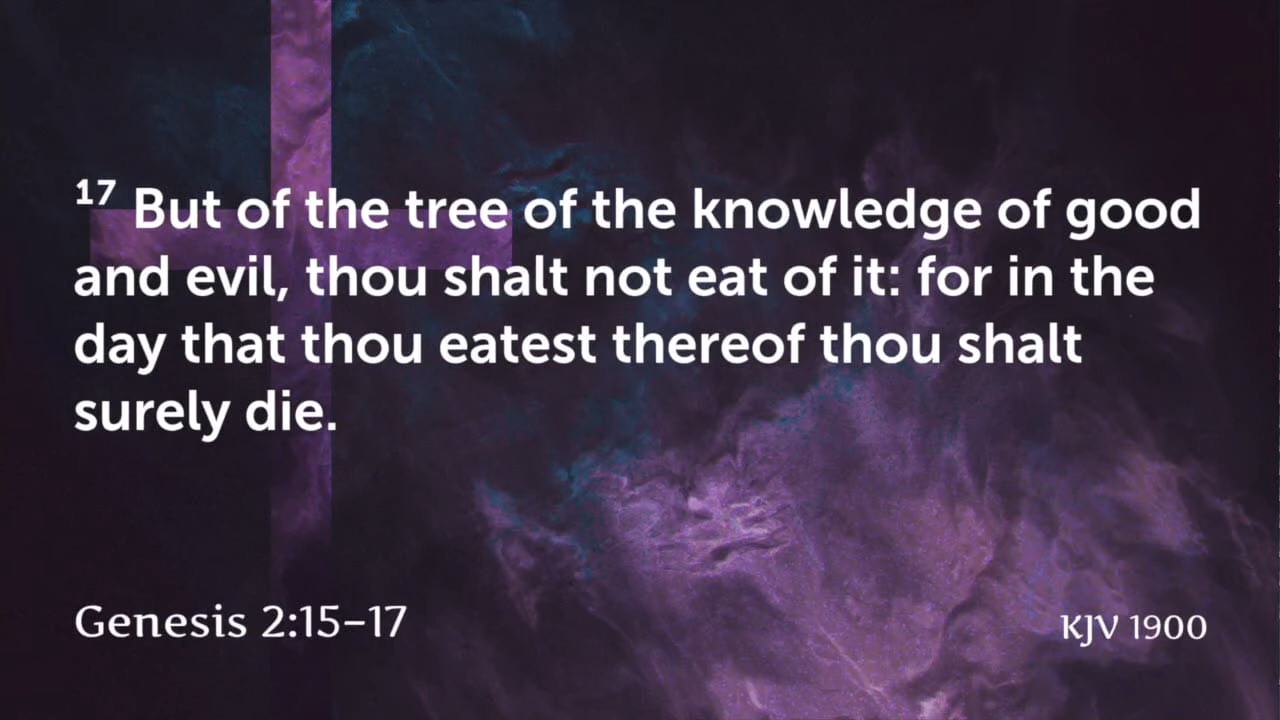 17 But of the tree of the knowledge of good
and evil, thou shalt not eat of it: for in the
day that thou eatest thereof thou shalt
surely die.
Genesis 2:15–17
KJV 1900